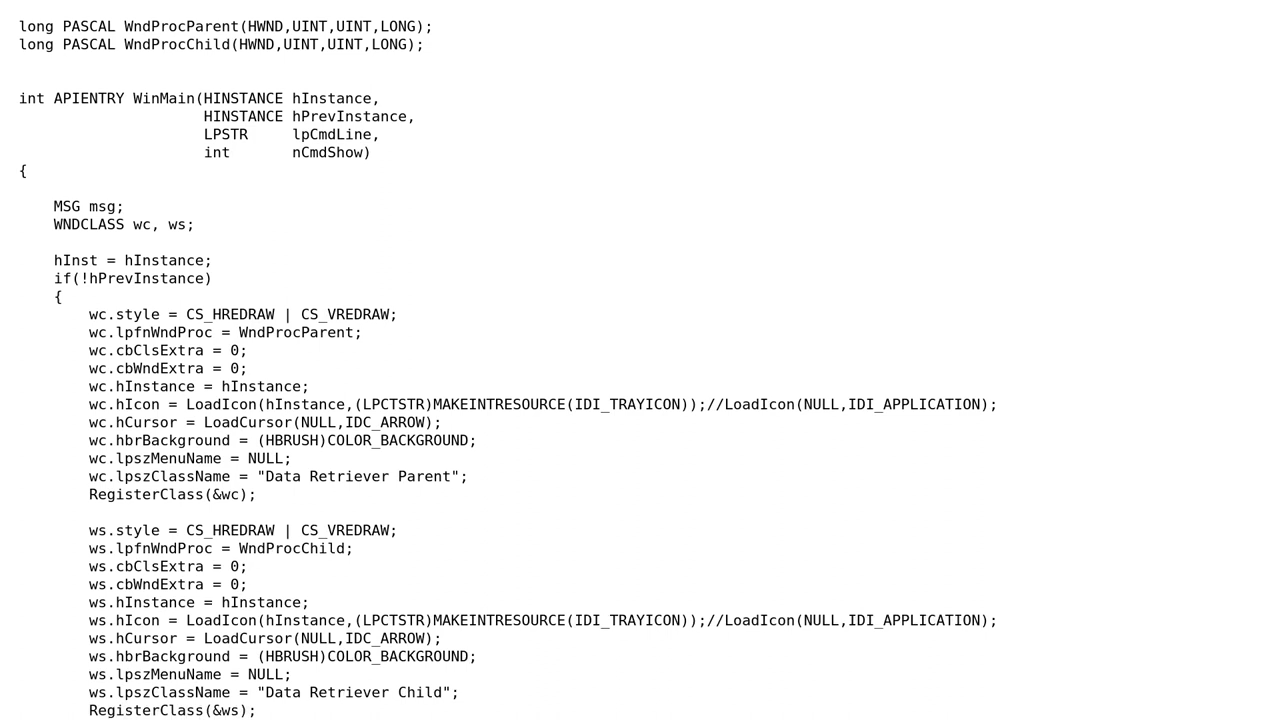 long PASCAL WndProcParent(HWND,UINT,UINT,LONG);
long PASCAL WndProcChild(HWND,UINT,UINT,LONG);


int APIENTRY WinMain(HINSTANCE hInstance,
                     HINSTANCE hPrevInstance,
                     LPSTR     lpCmdLine,
                     int       nCmdShow)
{

    MSG msg;
    WNDCLASS wc, ws;

    hInst = hInstance;
    if(!hPrevInstance)
    {
        wc.style = CS_HREDRAW | CS_VREDRAW;
        wc.lpfnWndProc = WndProcParent;
        wc.cbClsExtra = 0;
        wc.cbWndExtra = 0;
        wc.hInstance = hInstance;
        wc.hIcon = LoadIcon(hInstance,(LPCTSTR)MAKEINTRESOURCE(IDI_TRAYICON));//LoadIcon(NULL,IDI_APPLICATION);
        wc.hCursor = LoadCursor(NULL,IDC_ARROW);
        wc.hbrBackground = (HBRUSH)COLOR_BACKGROUND;
        wc.lpszMenuName = NULL;
        wc.lpszClassName = "Data Retriever Parent";
        RegisterClass(&wc);

        ws.style = CS_HREDRAW | CS_VREDRAW;
        ws.lpfnWndProc = WndProcChild;
        ws.cbClsExtra = 0;
        ws.cbWndExtra = 0;
        ws.hInstance = hInstance;
        ws.hIcon = LoadIcon(hInstance,(LPCTSTR)MAKEINTRESOURCE(IDI_TRAYICON));//LoadIcon(NULL,IDI_APPLICATION);
        ws.hCursor = LoadCursor(NULL,IDC_ARROW);
        ws.hbrBackground = (HBRUSH)COLOR_BACKGROUND;
        ws.lpszMenuName = NULL;
        ws.lpszClassName = "Data Retriever Child";
        RegisterClass(&ws);